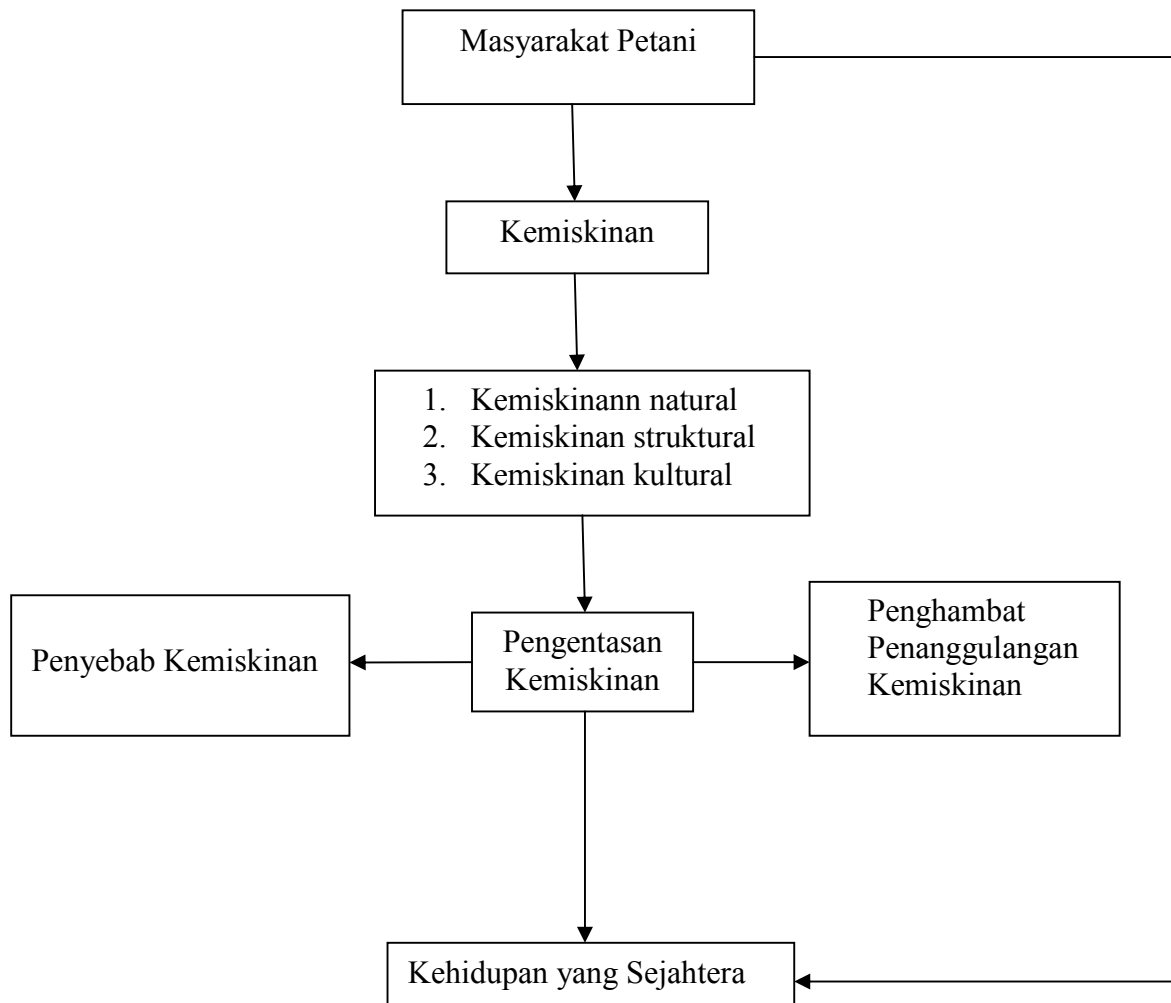 Masyarakat Petani
Kemiskinan
1. Kemiskinann natural
2. Kemiskinan struktural
3. Kemiskinan kultural
Penyebab Kemiskinan
Pengentasan
Kemiskinan
Penghambat
Penanggulangan
Kemiskinan
Kehidupan yang Sejahtera